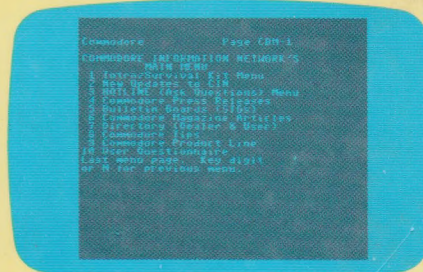 Commodore Page CDM-1
COMMODORE INFORMATION NETWORK'S
MAIN MENU
1 Intro/Survival Kit Menu
2 New Updates to CIN
3 HOTLINE (Ask Questions) Menu
4 Commodore Press Releases
5 Bulletin Boards (SIGs)
6 Commodore Magazine Articles
7 Directory (Dealer & User)
8 Commodore Tips
9 Commodore Product Line
10 User Questionnaire
Last menu page. Key digit
or M for previous menu.